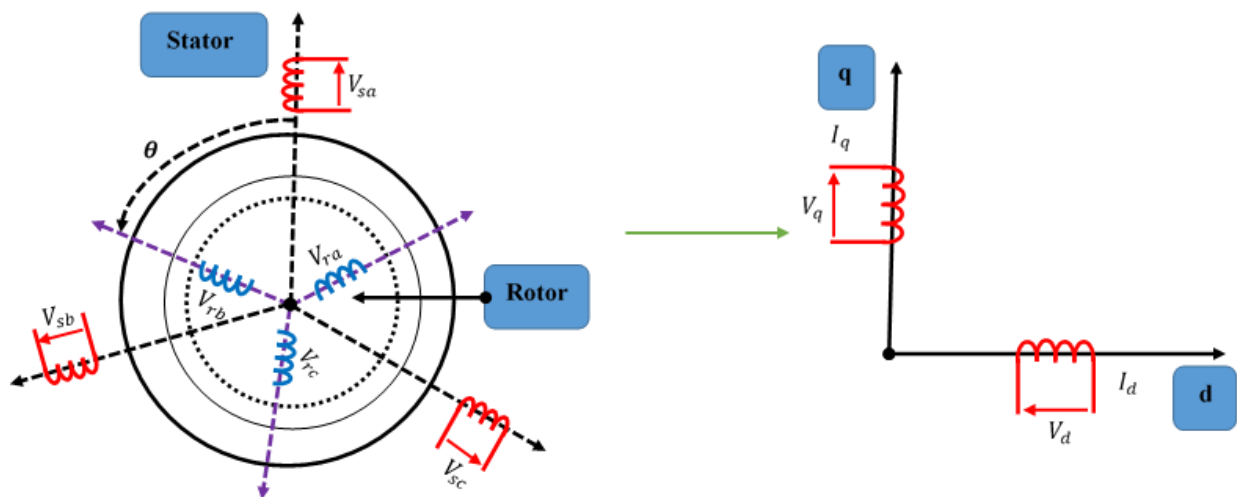 Stator
V_sa
θ
V_ra
V_rb
V_rc
Rotor
V_sb
V_sc
q
I_q
V_q
I_d
V_d
d